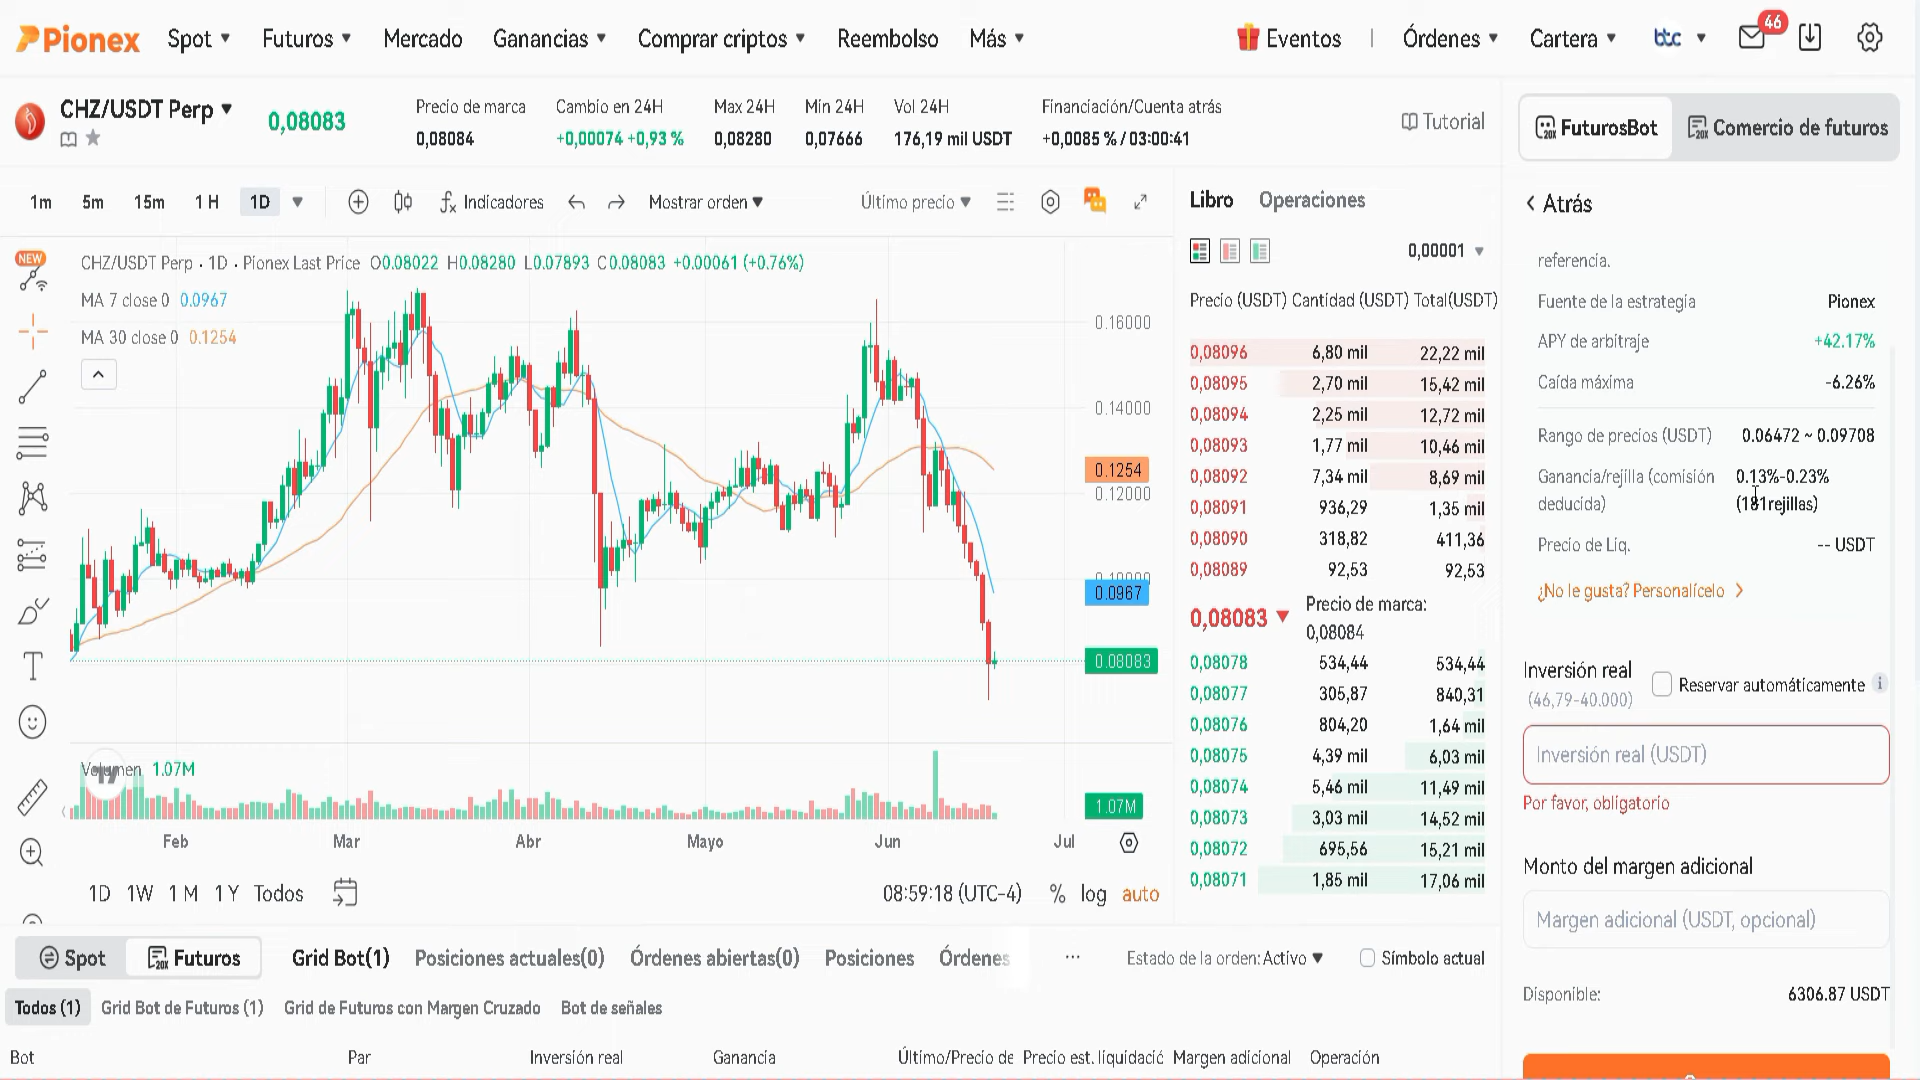 Pionex Spot Futuros Mercado Ganancias Comprar criptos Reembolso Más Eventos Órdenes Cartera btc 46
CHZ/USDT Perp 0,08083
Precio de marca Cambio en 24H Max 24H Min 24H Vol 24H Financiación/Cuenta atrás
0,08084 +0,00074 +0,93 % 0,08280 0,07666 176,19 mil USDT +0,0085 % / 03:00:41
Tutorial
FuturosBot Comercio de futuros
1m 5m 15m 1 H 1D Indicadores Mostrar orden Último precio
Libro Operaciones
Atrás
NEW
CHZ/USDT Perp · 1D · Pionex Last Price O0.08022 H0.08280 L0.07893 C0.08083 +0.00061 (+0.76%)
MA 7 close 0 0.0967
MA 30 close 0 0.1254
0.16000
0.14000
0.1254
0.12000
0.10000
0.0967
0.08083
Volumen 1.07M
1.07M
Feb Mar Abr Mayo Jun Jul
1D 1W 1 M 1 Y Todos 08:59:18 (UTC-4) % log auto
0,00001
Precio (USDT) Cantidad (USDT) Total(USDT)
0,08096 6,80 mil 22,22 mil
0,08095 2,70 mil 15,42 mil
0,08094 2,25 mil 12,72 mil
0,08093 1,77 mil 10,46 mil
0,08092 7,34 mil 8,69 mil
0,08091 936,29 1,35 mil
0,08090 318,82 411,36
0,08089 92,53 92,53
0,08083 Precio de marca:
0,08084
0,08078 534,44 534,44
0,08077 305,87 840,31
0,08076 804,20 1,64 mil
0,08075 4,39 mil 6,03 mil
0,08074 5,46 mil 11,49 mil
0,08073 3,03 mil 14,52 mil
0,08072 695,56 15,21 mil
0,08071 1,85 mil 17,06 mil
referencia.
Fuente de la estrategia Pionex
APY de arbitraje +42.17%
Caída máxima -6.26%
Rango de precios (USDT) 0.06472 ~ 0.09708
Ganancia/rejilla (comisión 0.13%-0.23%
deducida) (181rejillas)
Precio de Liq. -- USDT
¿No le gusta? Personalícelo
Inversión real
(46,79-40.000)
Reservar automáticamente
Inversión real (USDT)
Por favor, obligatorio
Monto del margen adicional
Margen adicional (USDT, opcional)
Disponible: 6306.87 USDT
Spot Futuros Grid Bot(1) Posiciones actuales(0) Órdenes abiertas(0) Posiciones Órdenes ... Estado de la orden:Activo Símbolo actual
Todos (1) Grid Bot de Futuros (1) Grid de Futuros con Margen Cruzado Bot de señales
Bot Par Inversión real Ganancia Último/Precio de Precio est. liquidació Margen adicional Operación